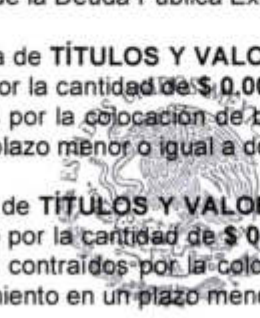 de la Deuda Pública Ex
a de TÍTULOS Y VALO
or la cantidad de $ 0.00
por la colocación de b
plazo menor o igual a d
de TÍTULOS Y VALO
por la cantidad de $ 0
contraídos por la colo
miento en un plazo meno